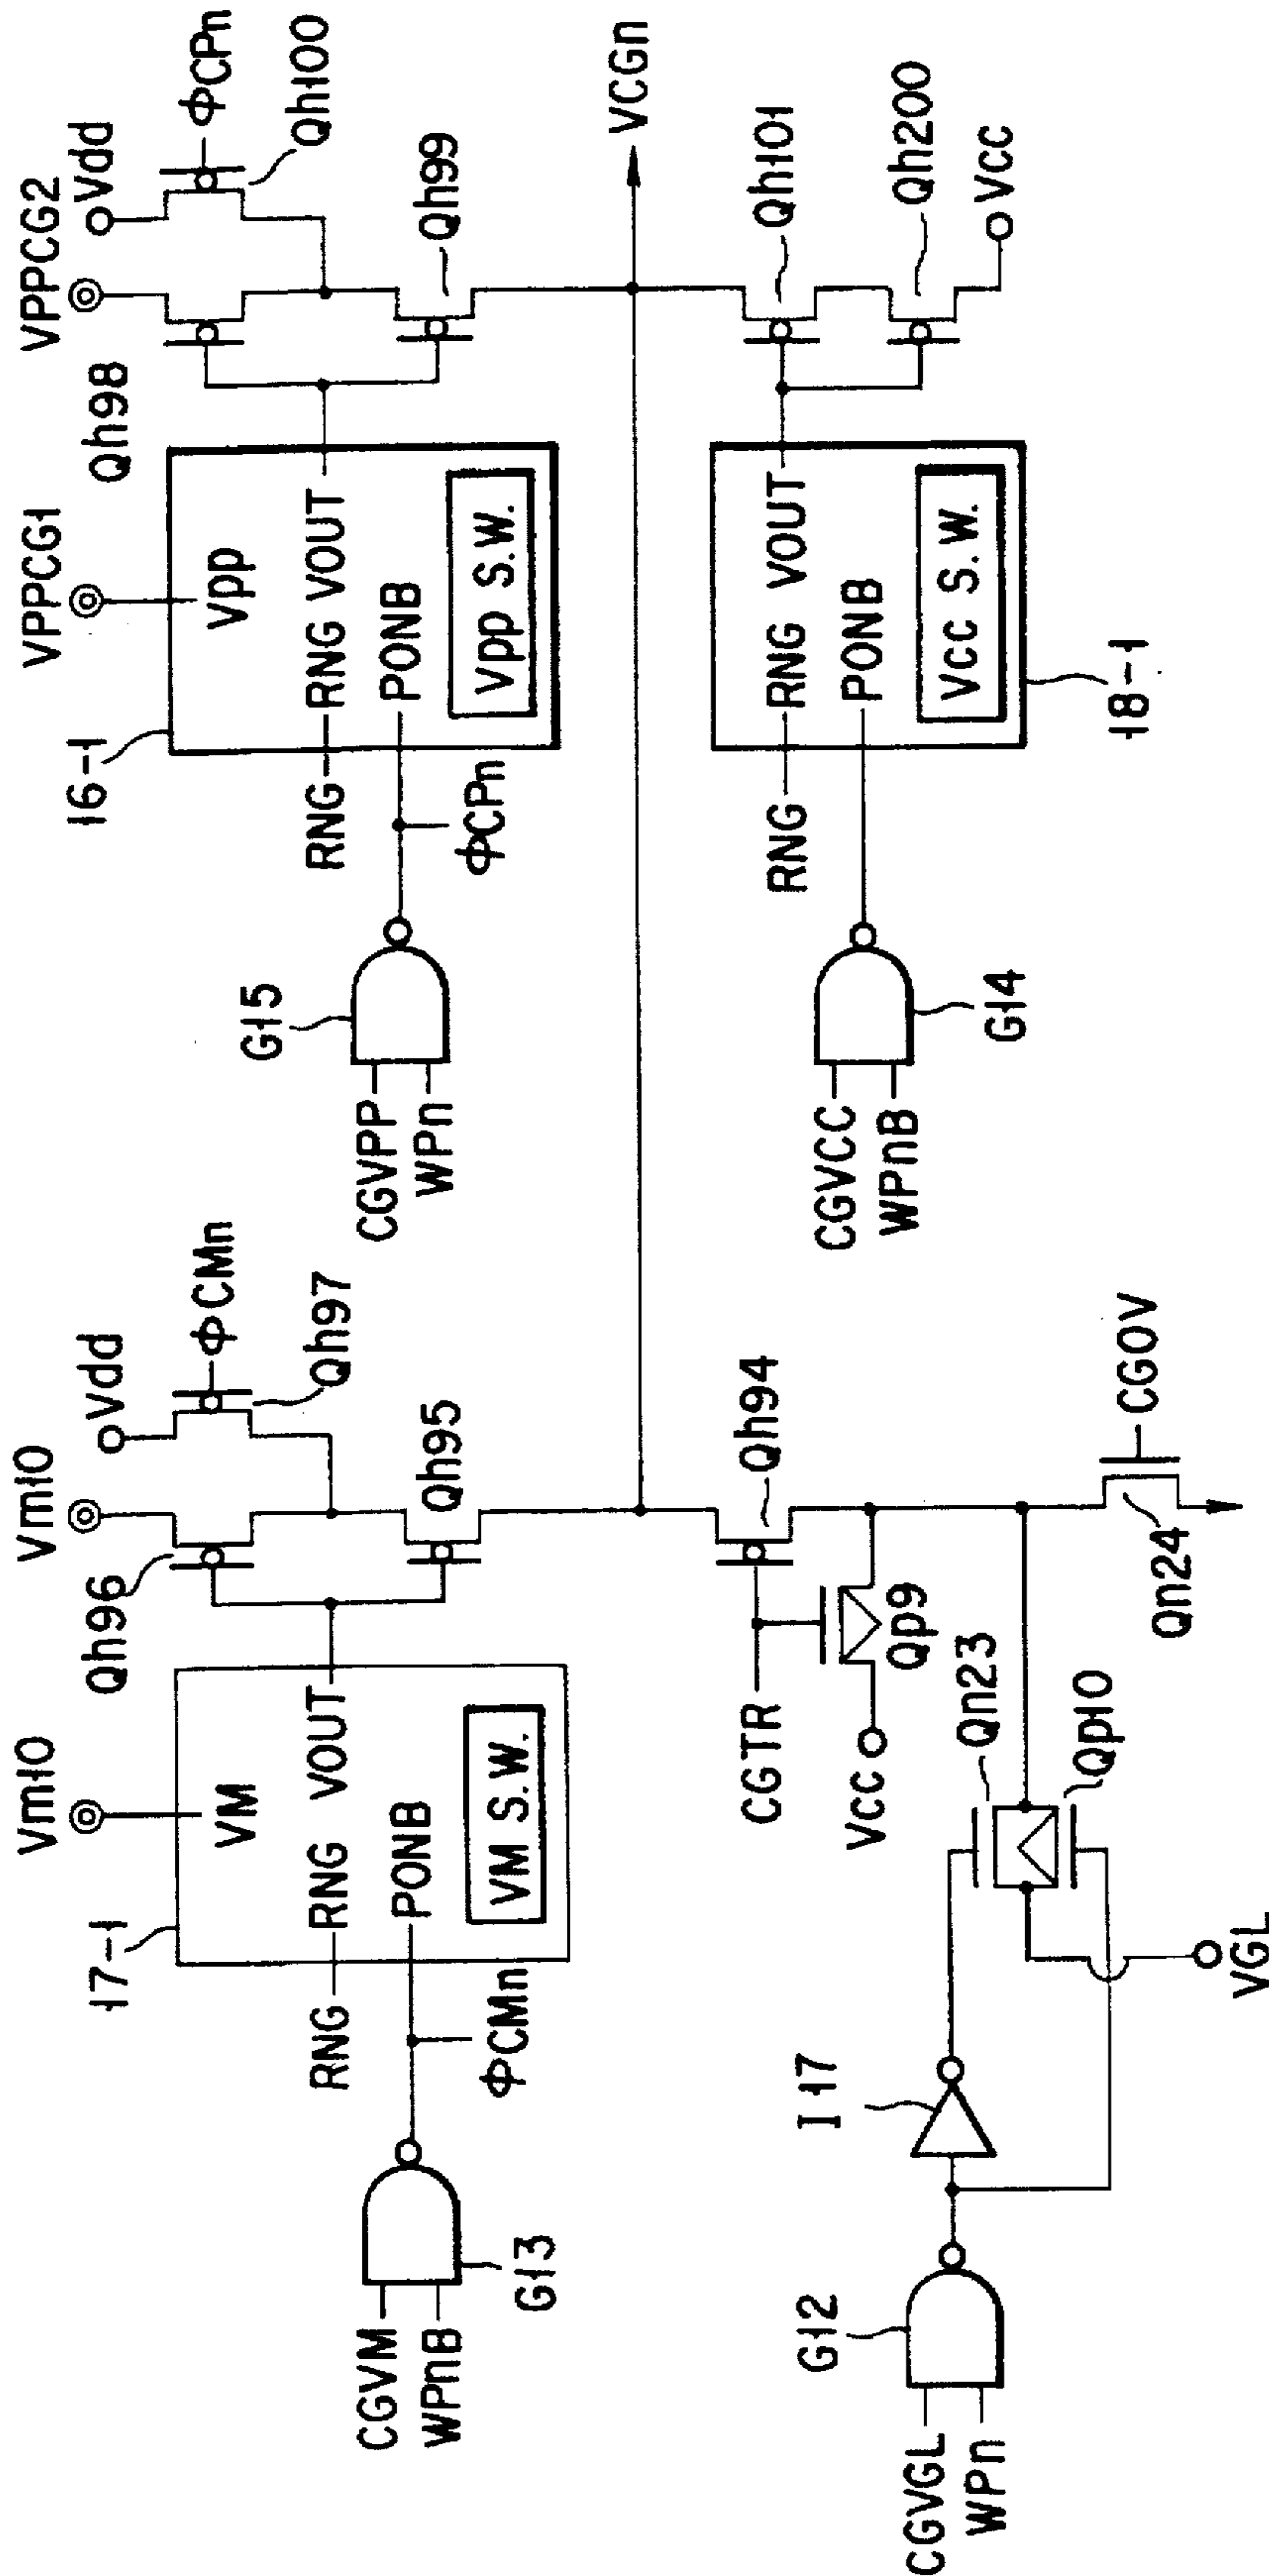 Vm10
Vm10
Vdd
ΦCMn
Qh96
Qh97
17-1
VM
RNG
RNG VOUT
PONB
VM S.W.
Qh95
ΦCMn
CGVM
WPnB
G13
VPPCG1
VPPCG2
Vdd
ΦCPn
Qh98
Qh100
16-1
Vpp
RNG
RNG VOUT
PONB
Vpp S.W.
Qh99
ΦCPn
G15
CGVPP
WPn
VCGn
CGTR
Qh94
Vcc
Qp9
Qn23
Qp10
I17
G12
CGVGL
WPn
VGL
Qn24
CG0V
RNG
RNG VOUT
PONB
Vcc S.W.
18-1
Qh101
Qh200
Vcc
CGVCC
WPnB
G14